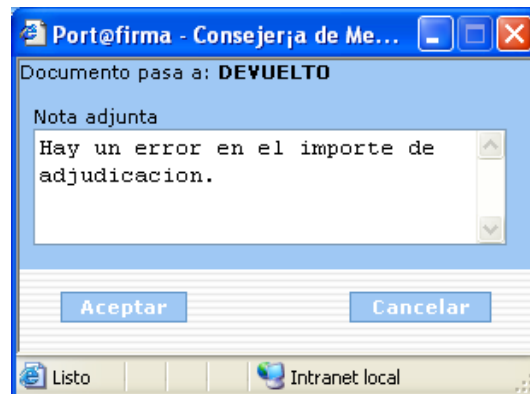 Port@firma - Consejer¡a de Me...
Documento pasa a: DEVUELTO
Nota adjunta
Hay un error en el importe de
adjudicacion.
Aceptar Cancelar
Listo Intranet local